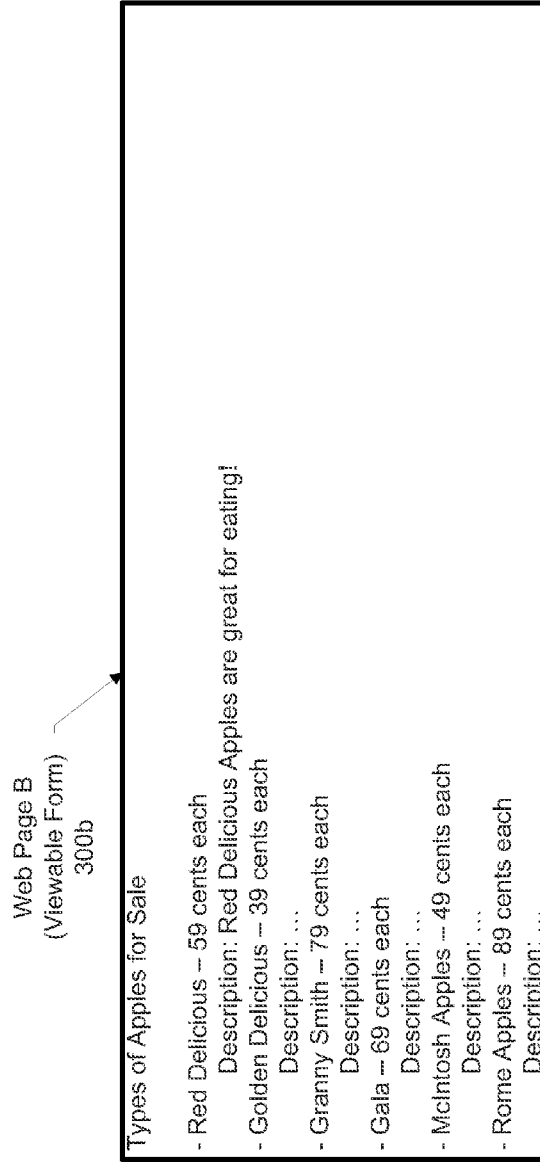 Web Page B
(Viewable Form)
300b
Types of Apples for Sale
- Red Delicious – 59 cents each
Description: Red Delicious Apples are great for eating!
- Golden Delicious – 39 cents each
Description: …
- Granny Smith – 79 cents each
Description: …
- Gala – 69 cents each
Description: …
- McIntosh Apples – 49 cents each
Description: …
- Rome Apples – 89 cents each
Description: …